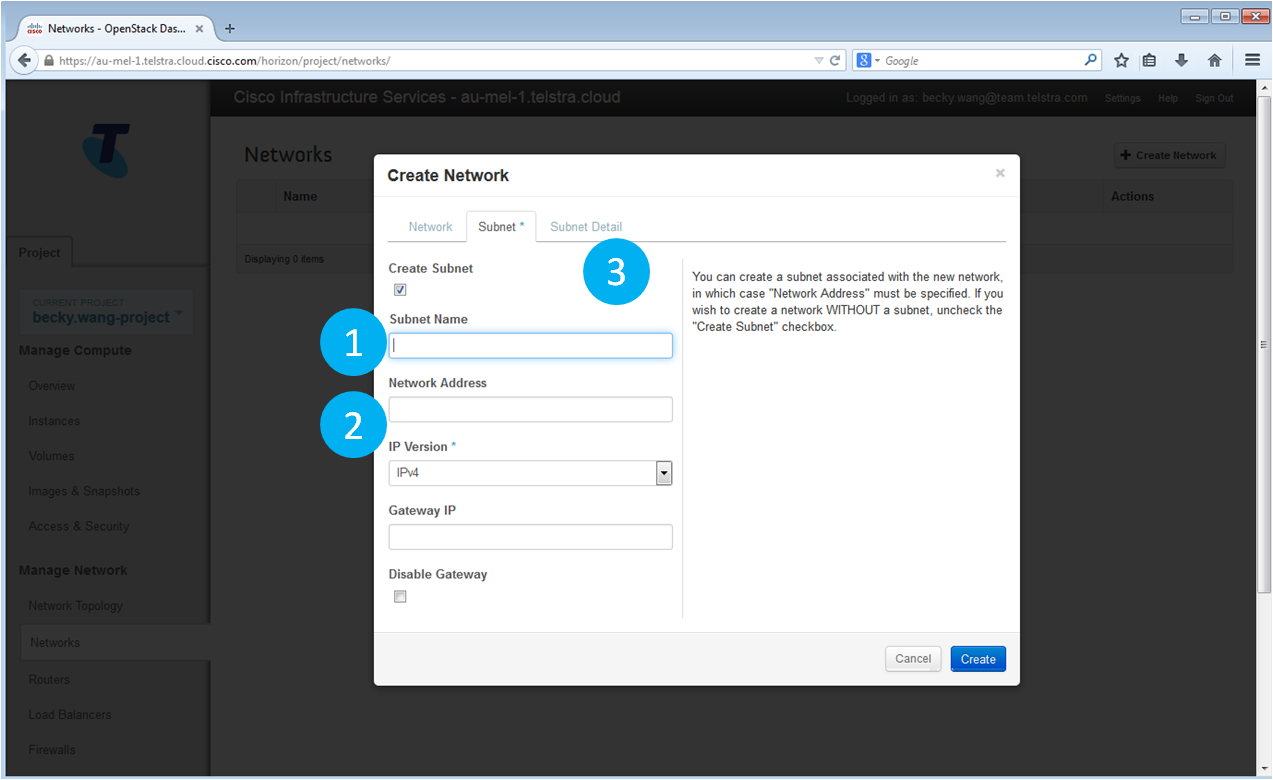 Networks - OpenStack Das...
https://au-mel-1.telstra.cloud.cisco.com/horizon/project/networks/
Google
Cisco Infrastructure Services - au-mel-1.telstra.cloud
Logged in as: becky.wang@team.telstra.com
Settings
Help
Sign Out
Networks
+ Create Network
Name
Actions
Displaying 0 items
Project
CURRENT PROJECT
becky.wang-project
Manage Compute
Overview
Instances
Volumes
Images & Snapshots
Access & Security
Manage Network
Network Topology
Networks
Routers
Load Balancers
Firewalls
Create Network
Network
Subnet *
Subnet Detail
3
Create Subnet
Subnet Name
1
Network Address
2
IP Version *
IPv4
Gateway IP
Disable Gateway
You can create a subnet associated with the new network,
in which case "Network Address" must be specified. If you
wish to create a network WITHOUT a subnet, uncheck the
"Create Subnet" checkbox.
Cancel
Create